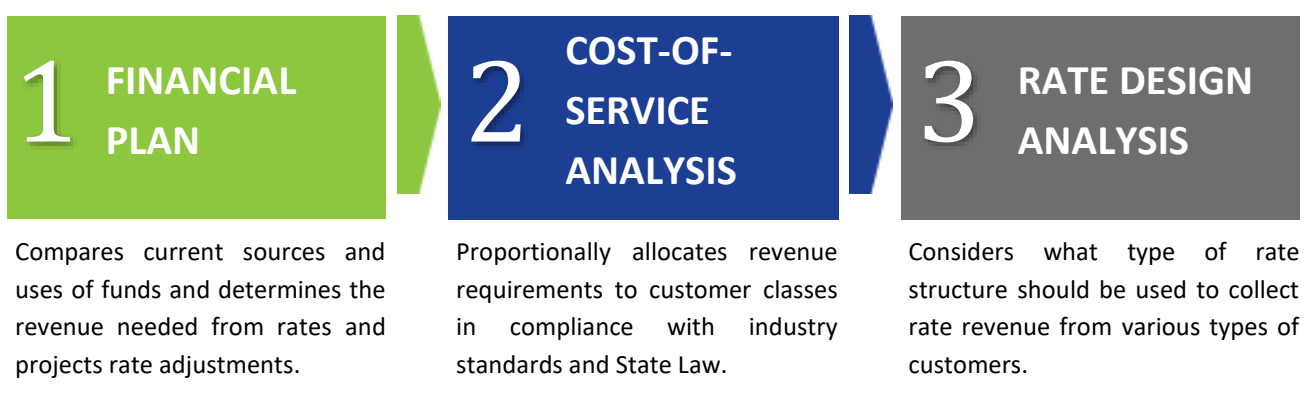 1
FINANCIAL
PLAN
Compares current sources and
uses of funds and determines the
revenue needed from rates and
projects rate adjustments.
2
COST-OF-
SERVICE
ANALYSIS
Proportionally allocates revenue
requirements to customer classes
in compliance with industry
standards and State Law.
3
RATE DESIGN
ANALYSIS
Considers what type of rate
structure should be used to collect
rate revenue from various types of
customers.